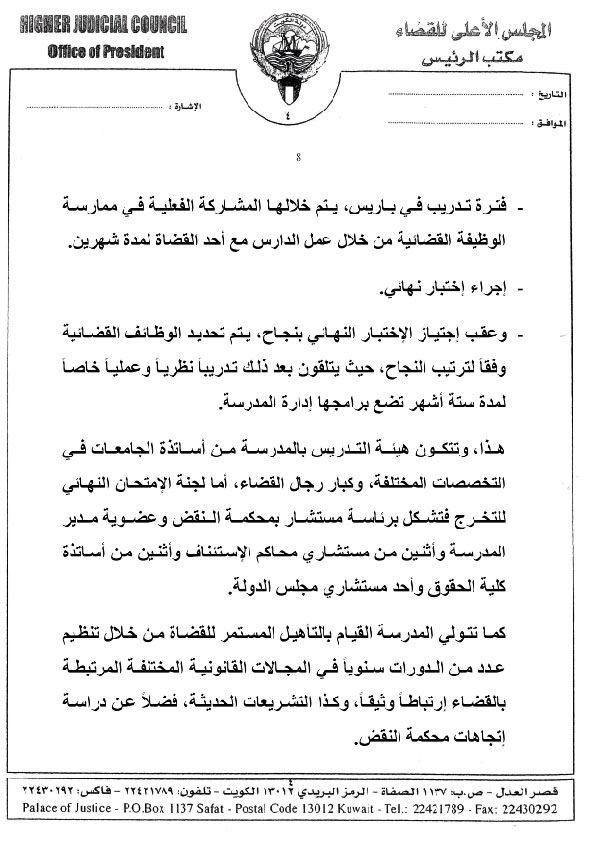 HIGHER JUDICIAL COUNCIL
Office of President
المجلس الأعلى للقضاء
مكتب الرئيس
التاريخ :
الموافق :
الإشارة :
٤
8
- فترة تدريب في باريس، يتم خلالها المشاركة الفعلية في ممارسة
الوظيفة القضائية من خلال عمل الدارس مع أحد القضاة لمدة شهرين.
- إجراء إختبار نهائي.
- وعقب إجتياز الإختبار النهائي بنجاح، يتم تحديد الوظائف القضائية
وفقاً لترتيب النجاح، حيث يتلقون بعد ذلك تدريباً نظرياً وعملياً خاصاً
لمدة ستة أشهر تضع برامجها إدارة المدرسة.
هذا، وتتكون هيئة التدريس بالمدرسة من أساتذة الجامعات في
التخصصات المختلفة، وكبار رجال القضاء، أما لجنة الإمتحان النهائي
للتخرج فتشكل برئاسة مستشار بمحكمة النقض وعضوية مدير
المدرسة وأثنين من مستشاري محاكم الإستئناف وأثنين من أساتذة
كلية الحقوق وأحد مستشاري مجلس الدولة.
كما تتولي المدرسة القيام بالتأهيل المستمر للقضاة من خلال تنظيم
عدد من الدورات سنوياً في المجالات القانونية المختلفة المرتبطة
بالقضاء إرتباطاً وثيقاً، وكذا التشريعات الحديثة، فضلاً عن دراسة
إتجاهات محكمة النقض.
٤
قصر العدل - ص.ب: ١١٣٧ الصفاة - الرمز البريدي ١٣٠١٢ الكويت - تلفون: ٢٢٤٢١٧٨٩ - فاكس: ٢٢٤٣٠٢٩٢
Palace of Justice - P.O.Box 1137 Safat - Postal Code 13012 Kuwait - Tel.: 22421789 - Fax: 22430292